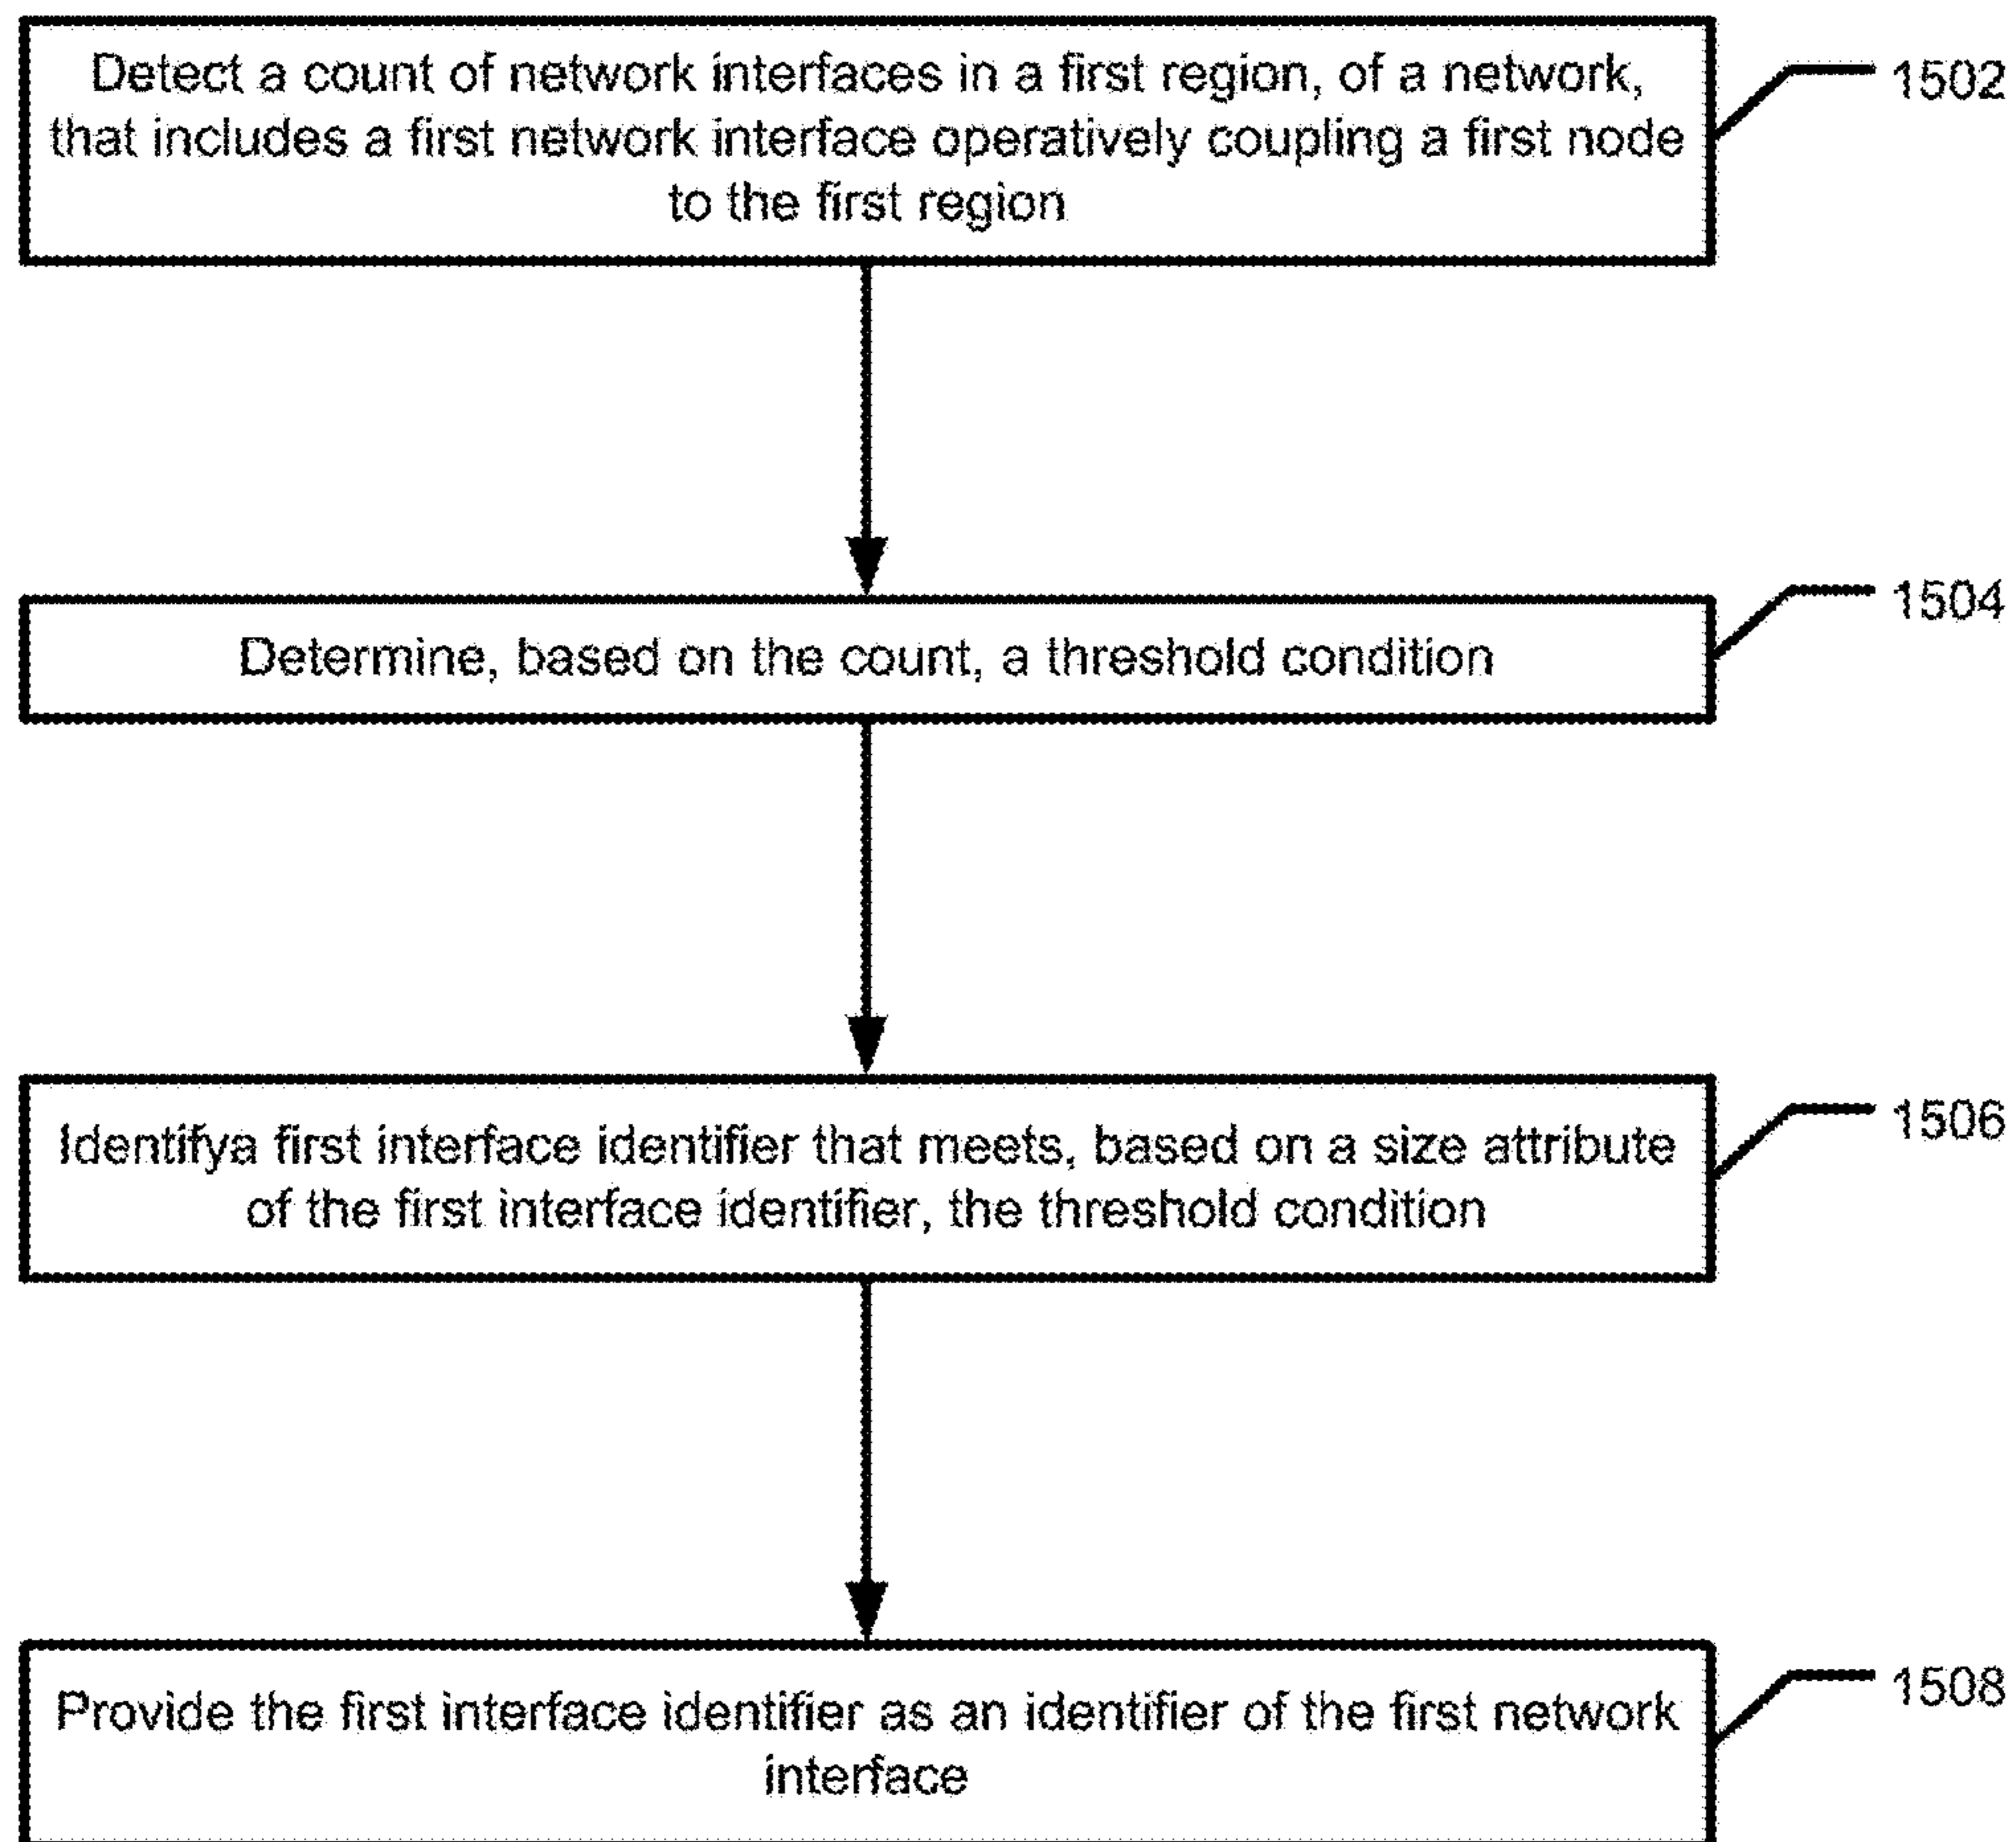 Detect a count of network interfaces in a first region, of a network,
that includes a first network interface operatively coupling a first node
to the first region
1502
Determine, based on the count, a threshold condition
1504
Identifya first interface identifier that meets, based on a size attribute
of the first interface identifier, the threshold condition
1506
Provide the first interface identifier as an identifier of the first network
interface
1508